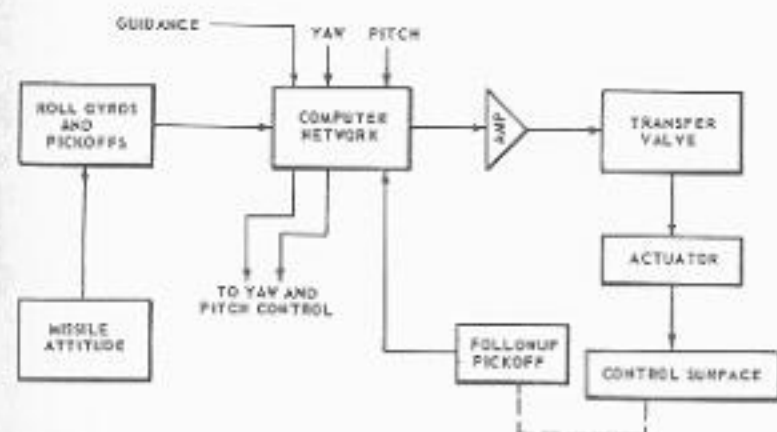 GUIDANCE
YAW PITCH
ROLL GYROS
AND
PICKOFFS
COMPUTER
NETWORK
AMP
TRANSFER
VALVE
ACTUATOR
TO YAW AND
PITCH CONTROL
MISSILE
ATTITUDE
FOLLOWUP
PICKOFF
CONTROL SURFACE